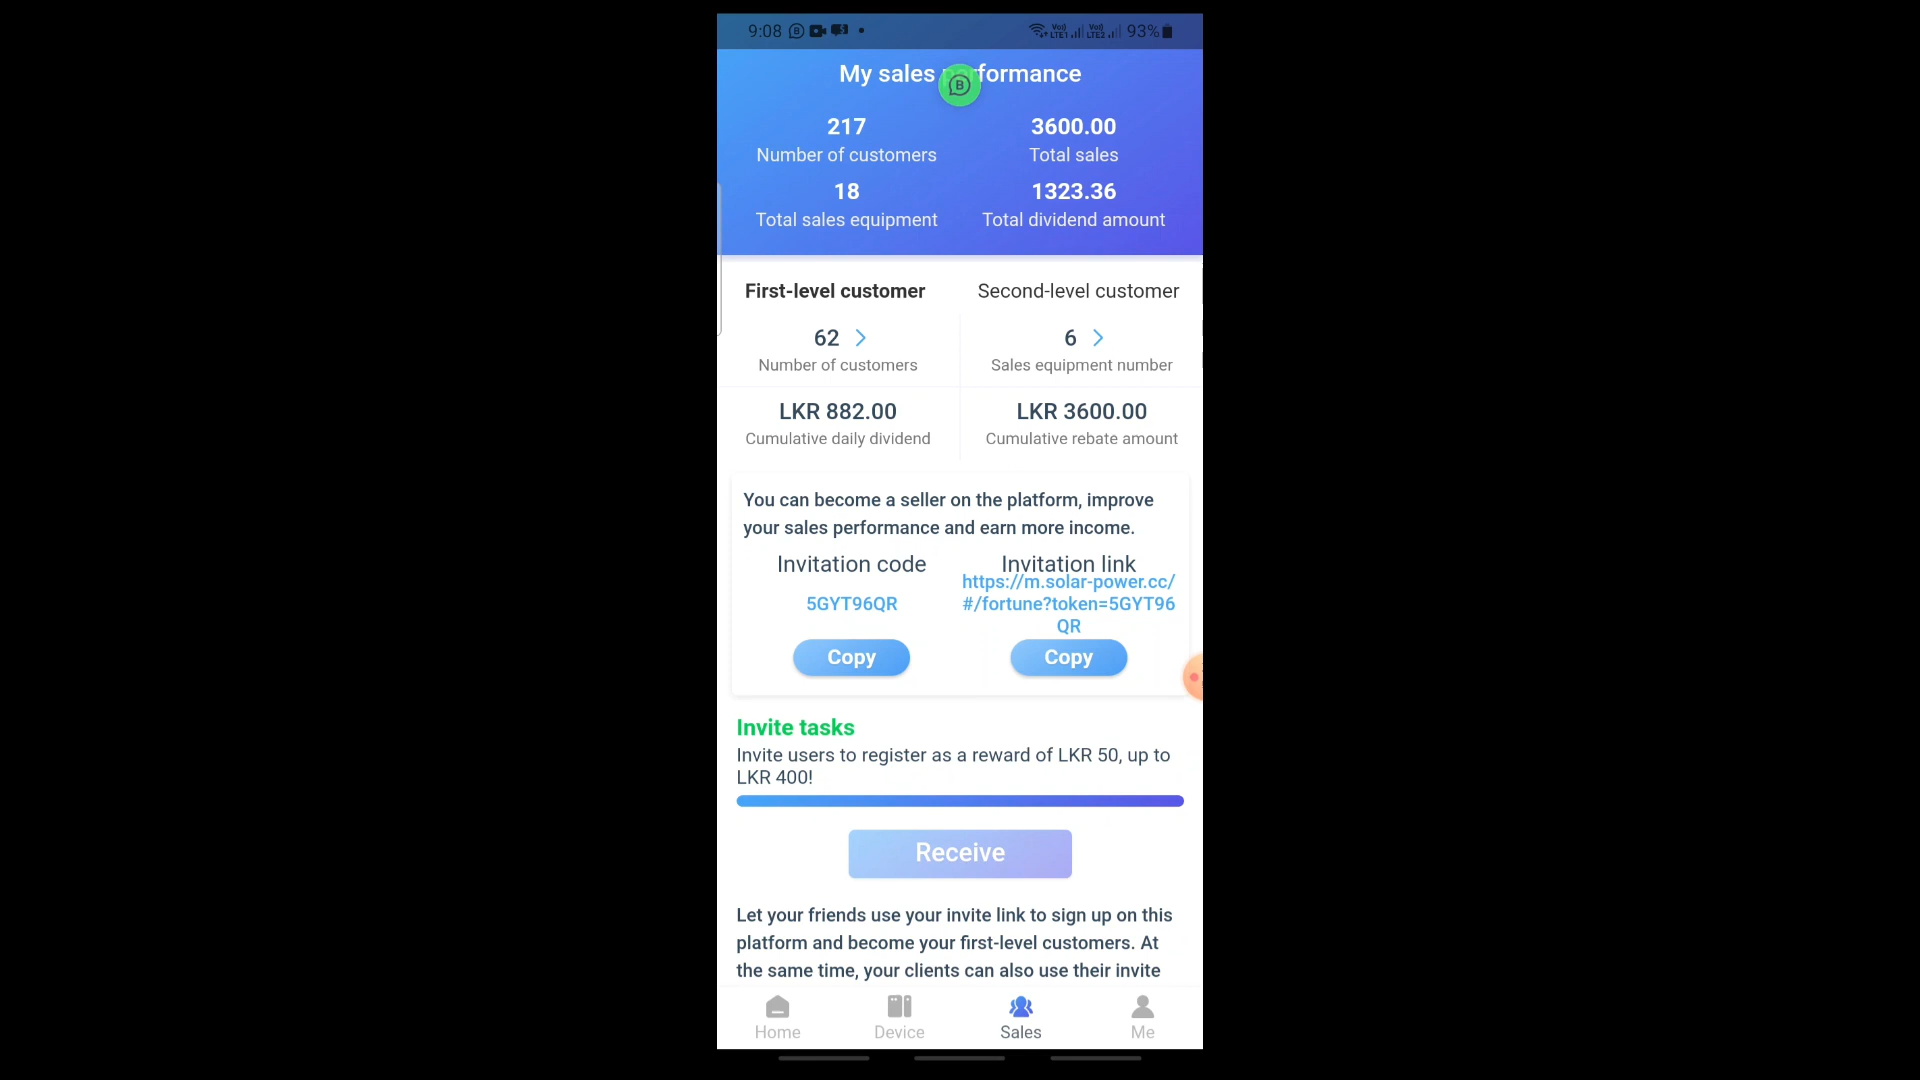 9:08
VoI) LTE1 VoI) LTE2 93%
My sales performance
217 3600.00
Number of customers Total sales
18 1323.36
Total sales equipment Total dividend amount
First-level customer Second-level customer
62 6
Number of customers Sales equipment number
LKR 882.00 LKR 3600.00
Cumulative daily dividend Cumulative rebate amount
You can become a seller on the platform, improve
your sales performance and earn more income.
Invitation code Invitation link
https://m.solar-power.cc/
5GYT96QR #/fortune?token=5GYT96
QR
Copy Copy
Invite tasks
Invite users to register as a reward of LKR 50, up to
LKR 400!
Receive
Let your friends use your invite link to sign up on this
platform and become your first-level customers. At
the same time, your clients can also use their invite
Home Device Sales Me